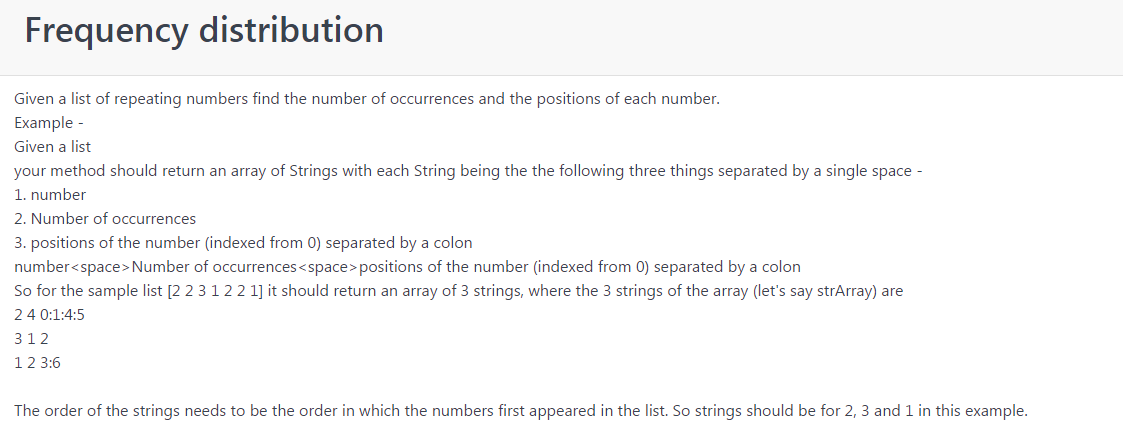 Frequency distribution
Given a list of repeating numbers find the number of occurrences and the positions of each number.
Example -
Given a list
your method should return an array of Strings with each String being the the following three things separated by a single space -
1. number
2. Number of occurrences
3. positions of the number (indexed from 0) separated by a colon
number<space>Number of occurrences<space>positions of the number (indexed from 0) separated by a colon
So for the sample list [2 2 3 1 2 2 1] it should return an array of 3 strings, where the 3 strings of the array (let's say strArray) are
2 4 0:1:4:5
3 1 2
1 2 3:6
The order of the strings needs to be the order in which the numbers first appeared in the list. So strings should be for 2, 3 and 1 in this example.